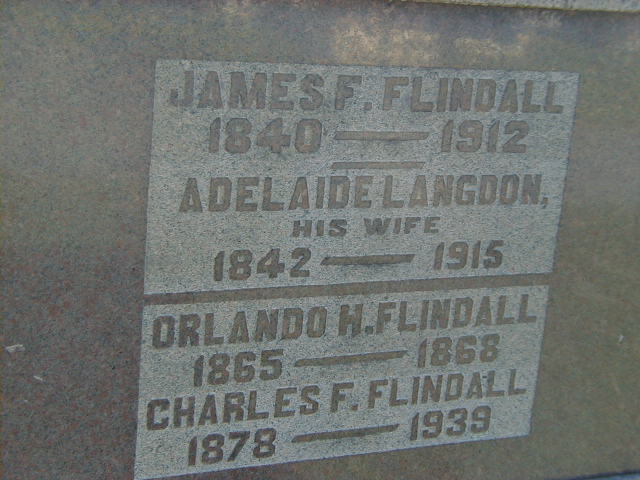 JAMES F. FLINDALL
1840 — 1912
ADELAIDE LANGDON,
HIS WIFE
1842 — 1915
ORLANDO H. FLINDALL
1865 — 1868
CHARLES F. FLINDALL
1878 — 1939